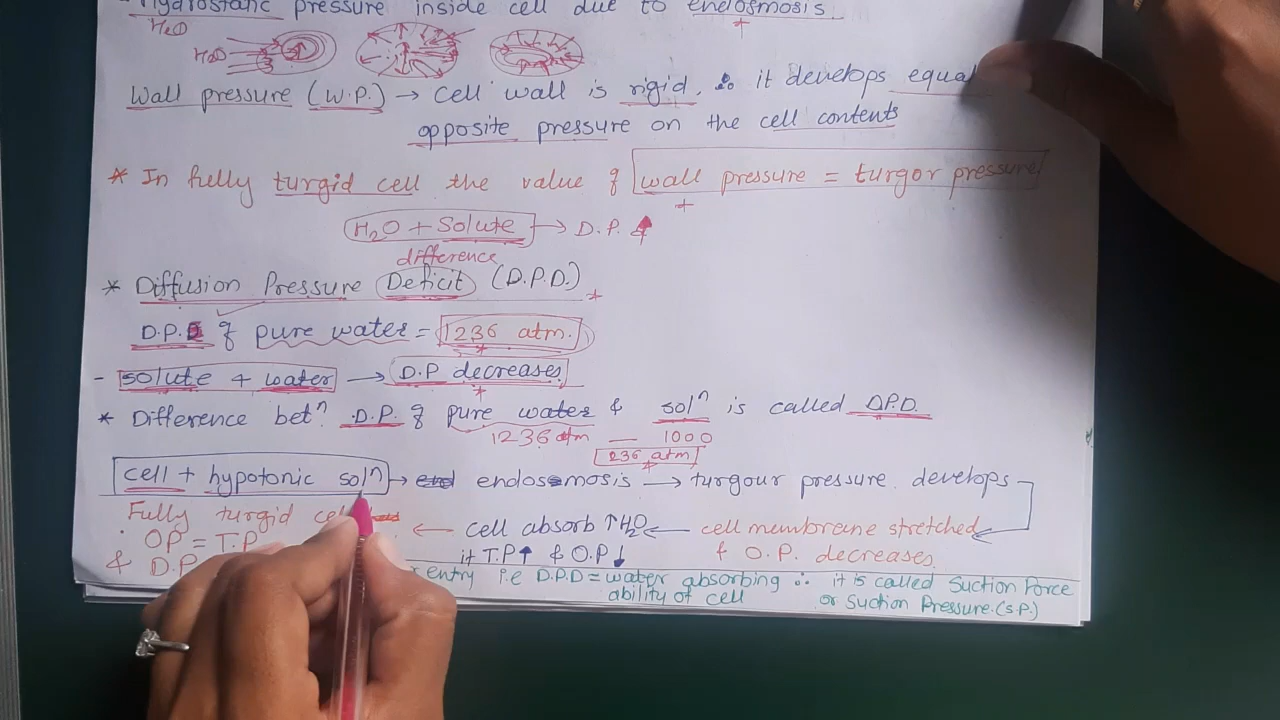 - Hydrostatic pressure inside cell due to endosmosis.
H2O
H2O
Wall pressure (W.P.) → cell wall is rigid, ∴ it develops equal
opposite pressure on the cell contents
* In fully turgid cell the value of wall pressure = turgor pressure
H₂O + Solute → D.P. ↑
difference
* Diffusion Pressure Deficit (D.P.D.)
D.P. of pure water = 1236 atm.
- solute + water → D.P decreases
* Difference betⁿ. D.P. of pure water & solⁿ is called D.P.D.
1236 atm — 1000
236 atm
cell + hypotonic solⁿ → endosmosis → turgour pressure develops
Fully turgid cell ← cell absorb ↑H₂O ← cell membrane stretched
∴ OP = T.P it T.P↑ & O.P↓ & O.P. decreases
& D.P
entry i.e D.P.D = water absorbing ∴ it is called Suction Force
ability of cell or Suction Pressure.(S.P.)